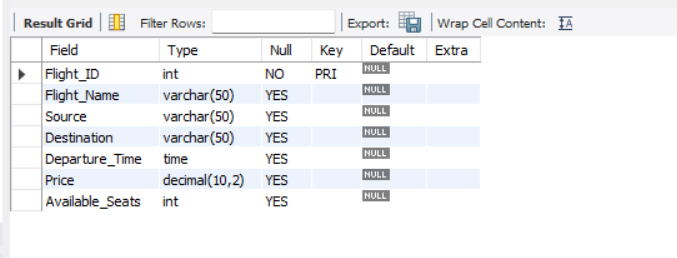 Result Grid Filter Rows: Export: Wrap Cell Content: IA
Field Type Null Key Default Extra
Flight_ID int NO PRI NULL
Flight_Name varchar(50) YES NULL
Source varchar(50) YES NULL
Destination varchar(50) YES NULL
Departure_Time time YES NULL
Price decimal(10,2) YES NULL
Available_Seats int YES NULL